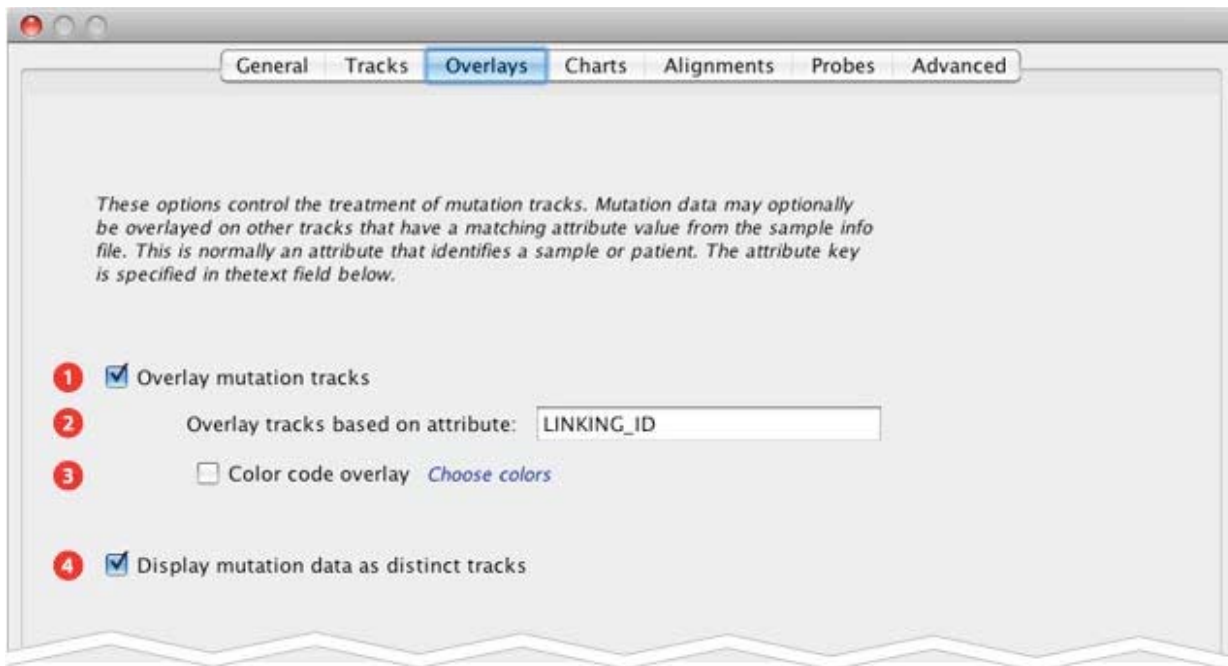 General Tracks Overlays Charts Alignments Probes Advanced
These options control the treatment of mutation tracks. Mutation data may optionally
be overlayed on other tracks that have a matching attribute value from the sample info
file. This is normally an attribute that identifies a sample or patient. The attribute key
is specified in thetext field below.
1 Overlay mutation tracks
2 Overlay tracks based on attribute: LINKING_ID
3 Color code overlay Choose colors
4 Display mutation data as distinct tracks